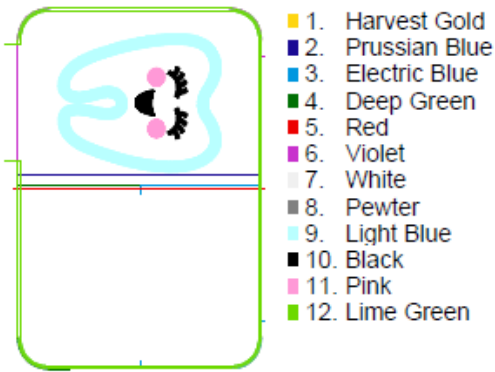 1. Harvest Gold
2. Prussian Blue
3. Electric Blue
4. Deep Green
5. Red
6. Violet
7. White
8. Pewter
9. Light Blue
10. Black
11. Pink
12. Lime Green